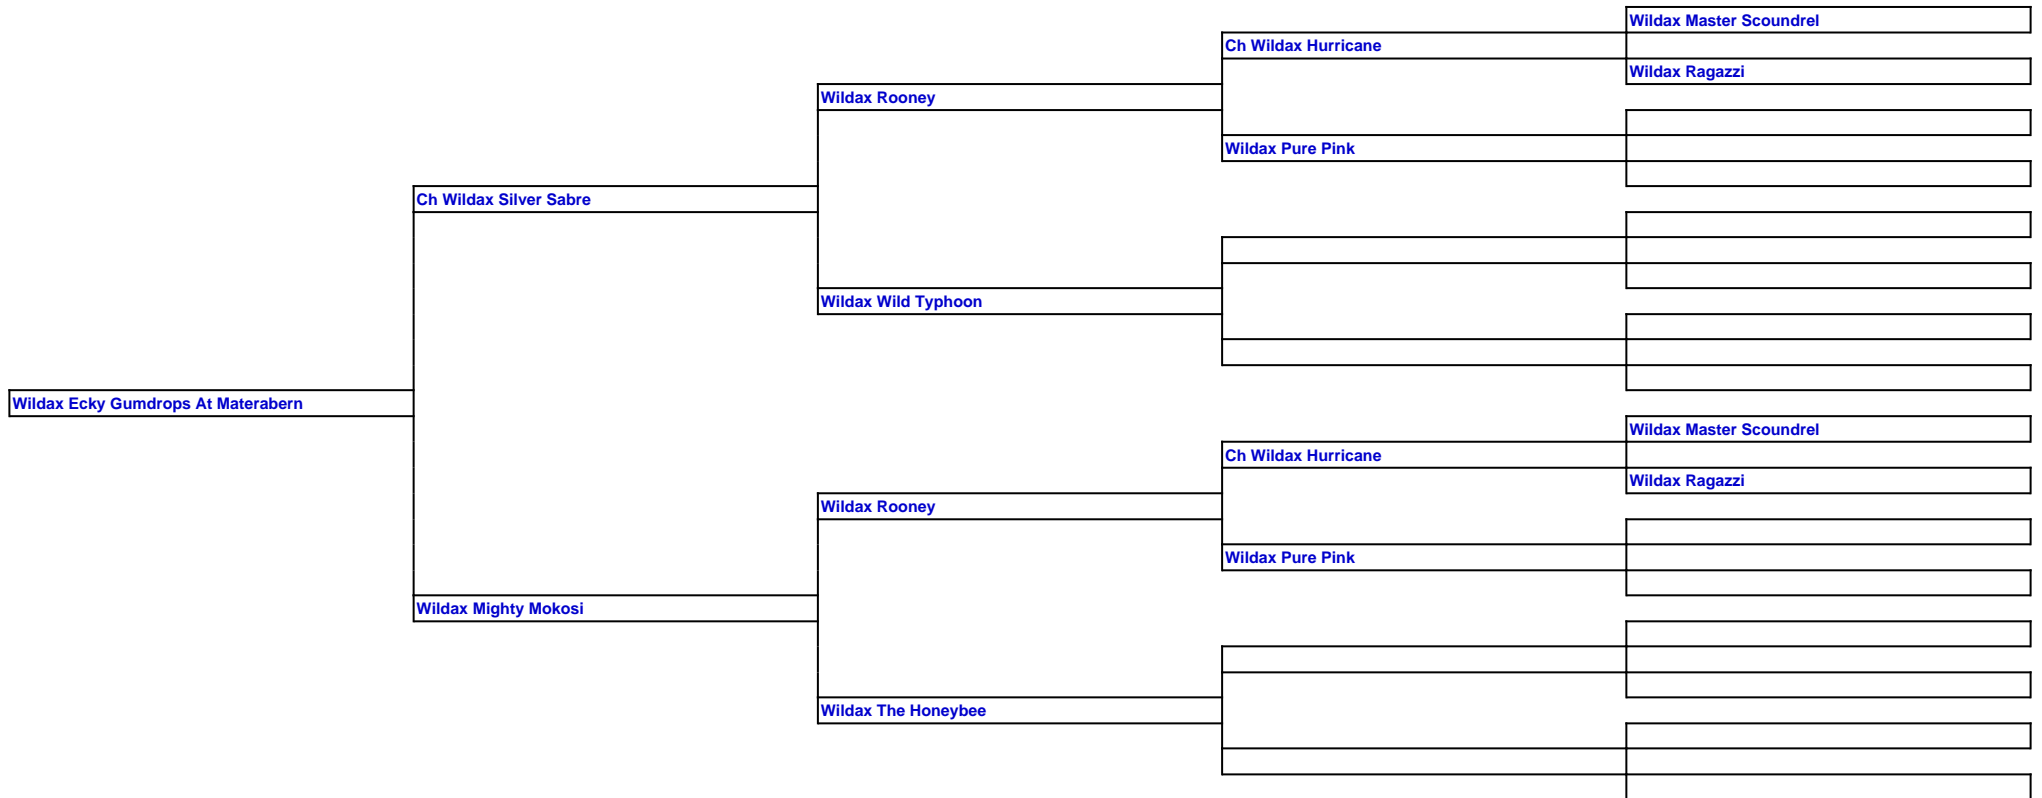 Wildax Master Scoundrel
Ch Wildax Hurricane
Wildax Ragazzi
Wildax Rooney
Wildax Pure Pink
Ch Wildax Silver Sabre
Wildax Wild Typhoon
Wildax Ecky Gumdrops At Materabern
Wildax Master Scoundrel
Ch Wildax Hurricane
Wildax Ragazzi
Wildax Rooney
Wildax Pure Pink
Wildax Mighty Mokosi
Wildax The Honeybee